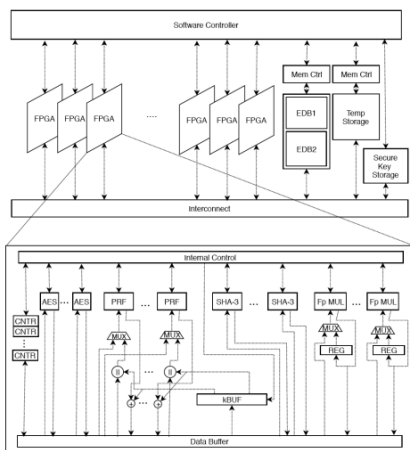 Software Controller
Mem Ctrl Mem Ctrl
FPGA FPGA FPGA .... FPGA FPGA FPGA
EDB1
EDB2
Temp
Storage
Secure
Key
Storage
Interconnect
Internal Control
AES ... AES PRF ... PRF SHA-3 ... SHA-3 Fp MUL ... Fp MUL
CNTR
CNTR
...
CNTR
MUX MUX MUX MUX
REG REG
|| ... ||
+ ... +
kBUF
Data Buffer